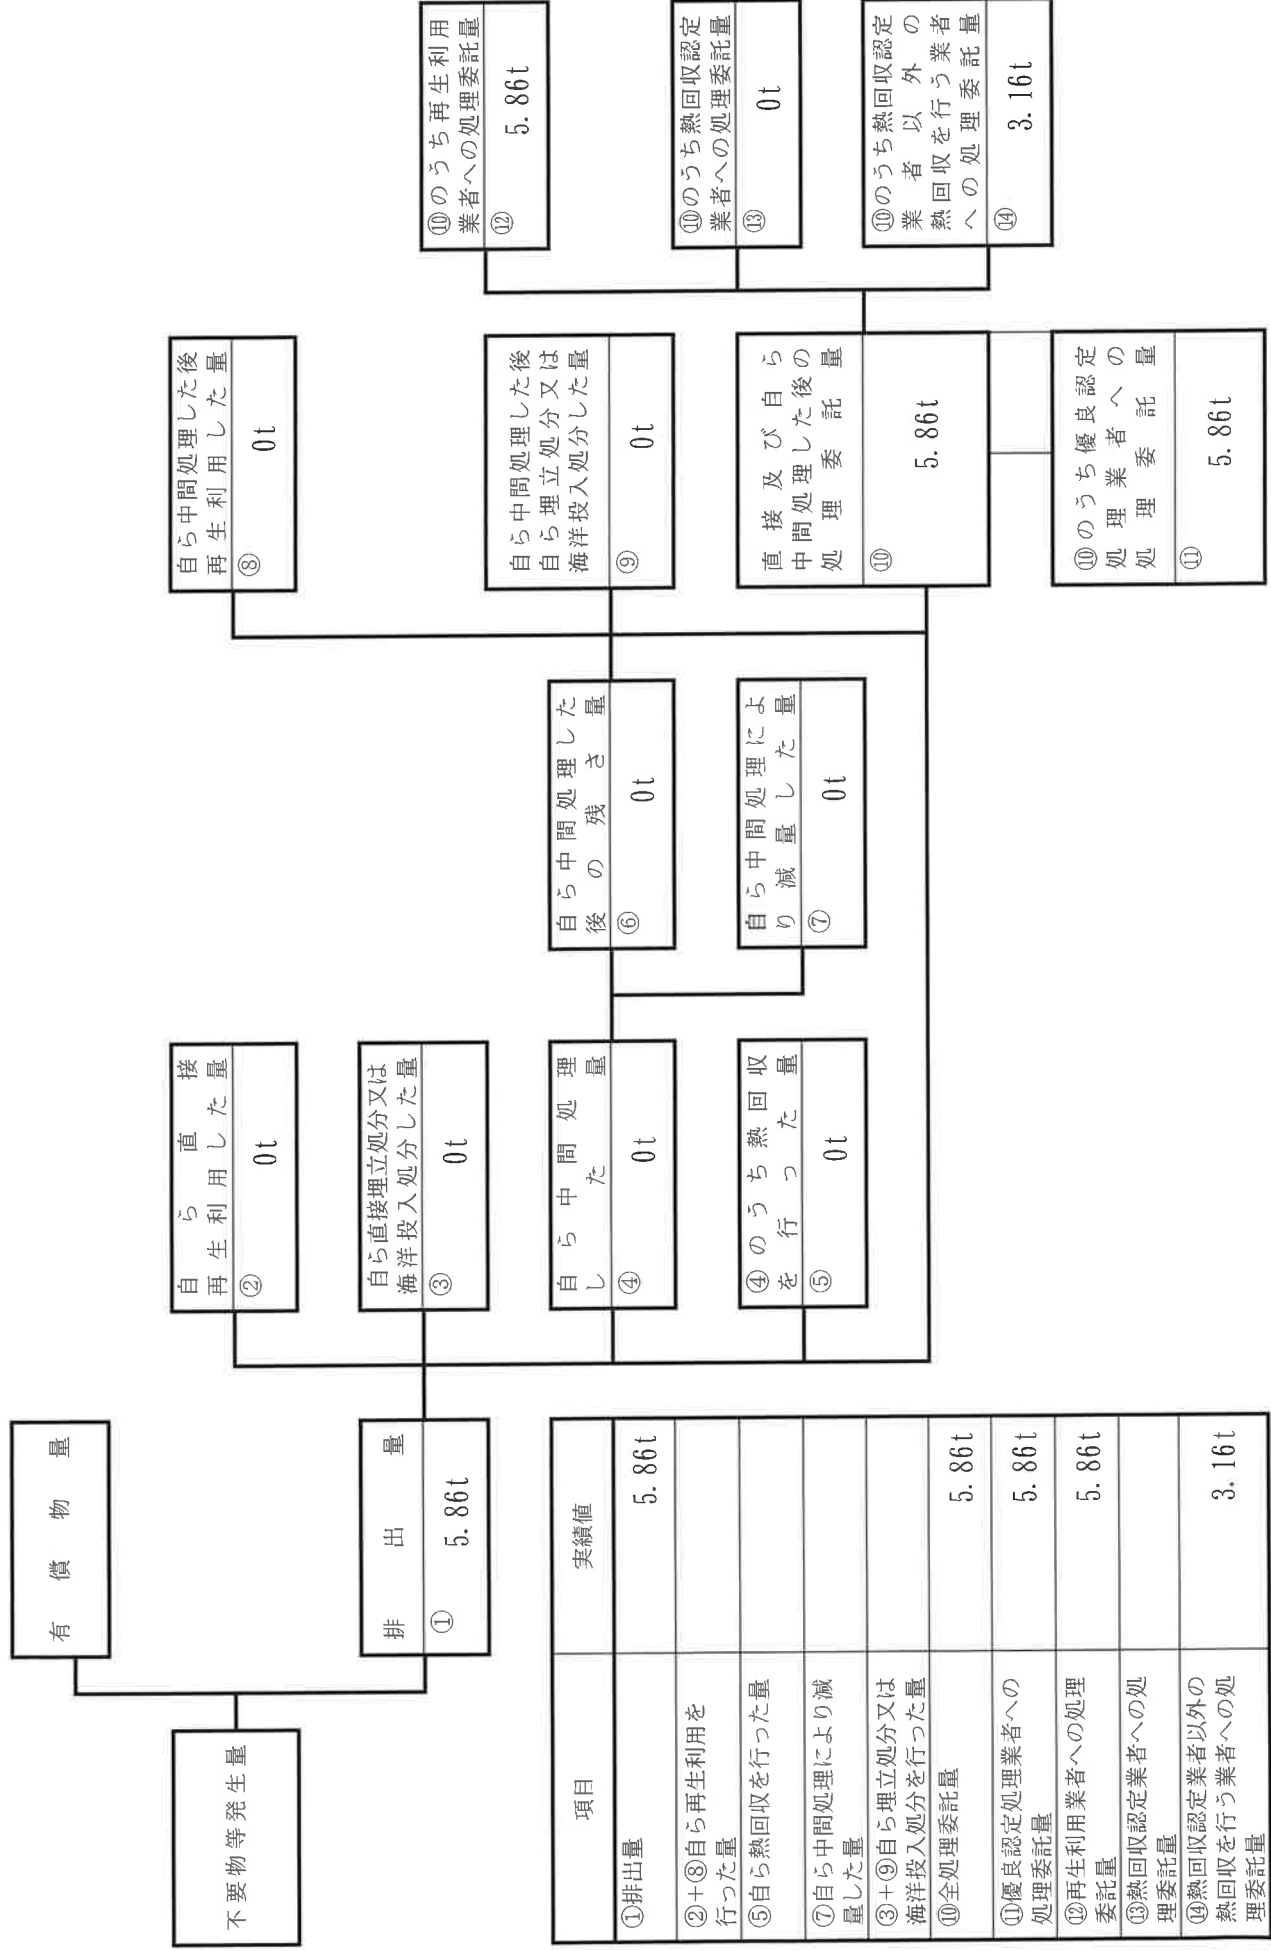 不要物等発生量
有償物量
排出量
①
5.86t
自ら直接
再生利用した量
②
0t
自ら直接埋立処分又は
海洋投入処分した量
③
0t
自ら中間処理
した量
④
0t
④のうち熱回収
を行った量
⑤
0t
自ら中間処理した
後の残さ量
⑥
0t
自ら中間処理によ
り減量した量
⑦
0t
自ら中間処理した後
再生利用した量
⑧
0t
自ら中間処理した後
自ら埋立処分又は
海洋投入処分した量
⑨
0t
直接及び自ら
中間処理した後の
処理委託量
⑩
5.86t
⑩のうち優良認定
処理業者への
処理委託量
⑪
5.86t
⑩のうち再生利用
業者への処理委託量
⑫
5.86t
⑩のうち熱回収認定
業者への処理委託量
⑬
0t
⑩のうち熱回収認定
業者以外の
熱回収を行う業者
への処理委託量
⑭
3.16t
項目 実績値
①排出量 5.86t
②+⑧自ら再生利用を
行った量
⑤自ら熱回収を行った量
⑦自ら中間処理により減
量した量
③+⑨自ら埋立処分又は
海洋投入処分を行った量
⑩全処理委託量 5.86t
⑪優良認定処理業者への
処理委託量 5.86t
⑫再生利用業者への処理
委託量 5.86t
⑬熱回収認定業者への処
理委託量
⑭熱回収認定業者以外の
熱回収を行う業者への処
理委託量 3.16t